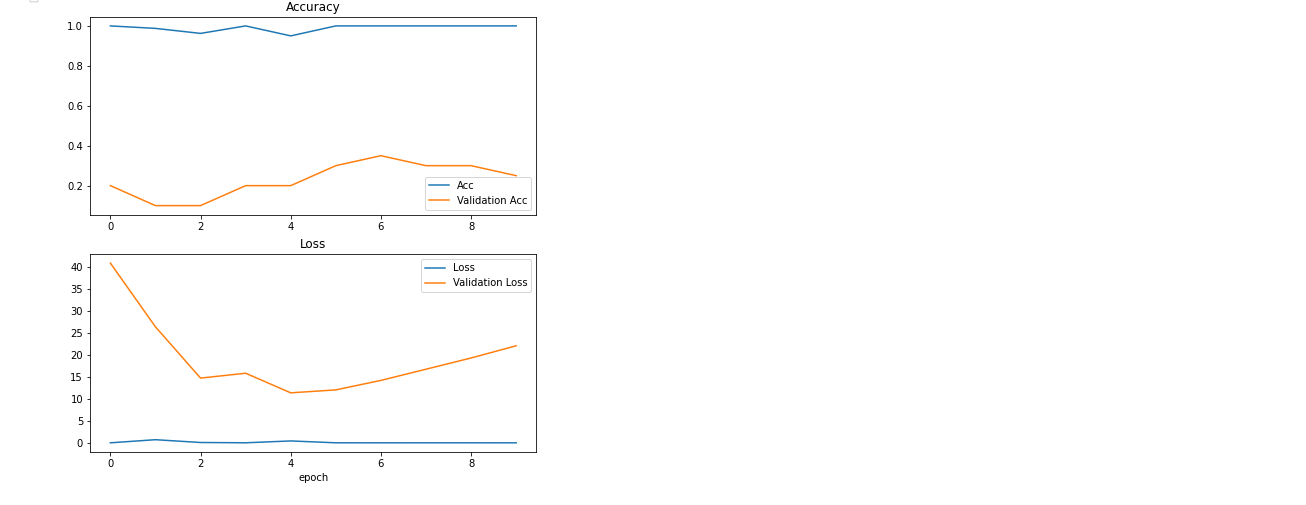 Accuracy
1.0
0.8
0.6
0.4
0.2
Acc
Validation Acc
0 2 4 6 8
Loss
40
35
30
25
20
15
10
5
0
Loss
Validation Loss
0 2 4 6 8
epoch